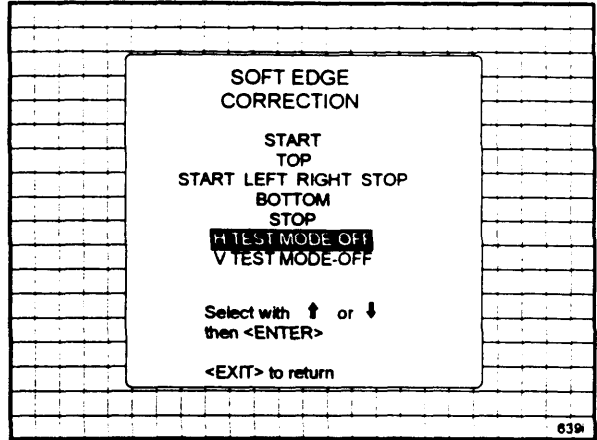 SOFT EDGE
CORRECTION
START
TOP
START LEFT RIGHT STOP
BOTTOM
STOP
H TEST MODE-OFF
V TEST MODE-OFF
Select with ⬆ or ⬇
then <ENTER>
<EXIT> to return
639i